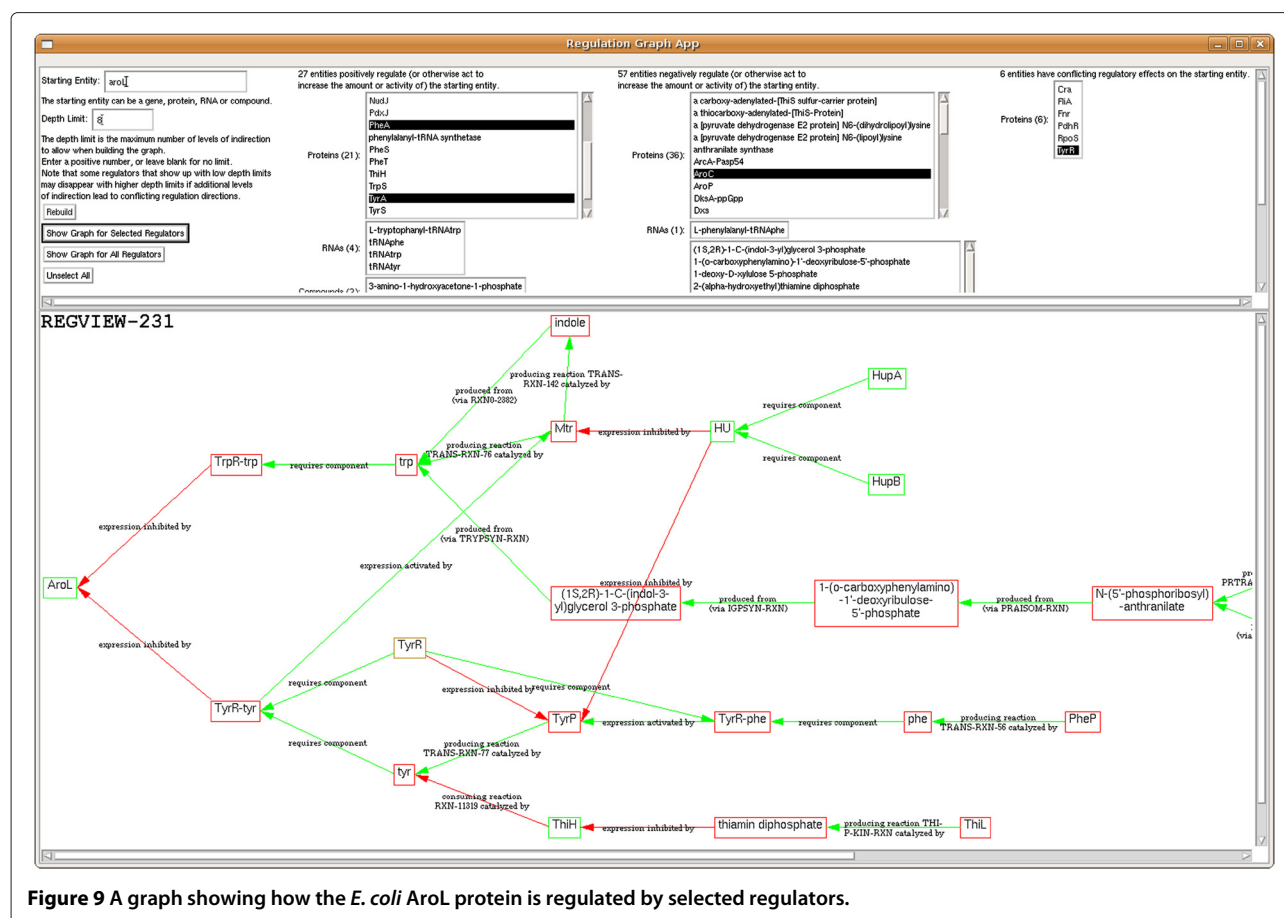 Regulation Graph App
Starting Entity: aroL
The starting entity can be a gene, protein, RNA or compound.
Depth Limit: 8
The depth limit is the maximum number of levels of indirection
to allow when building the graph.
Enter a positive number, or leave blank for no limit.
Note that some regulators that show up with low depth limits
may disappear with higher depth limits if additional levels
of indirection lead to conflicting regulation directions.
Rebuild
Show Graph for Selected Regulators
Show Graph for All Regulators
Unselect All
27 entities positively regulate (or otherwise act to
increase the amount or activity of) the starting entity.
Proteins (21):
NudJ
PdxJ
PheA
phenylalanyl-tRNA synthetase
PheS
PheT
ThiH
TrpS
TyrA
TyrS
RNAs (4):
L-tryptophanyl-tRNAtrp
tRNAphe
tRNAtrp
tRNAtyr
Compounds (2):
3-amino-1-hydroxyacetone-1-phosphate
57 entities negatively regulate (or otherwise act to
increase the amount or activity of) the starting entity.
Proteins (36):
a carboxy-adenylated-[ThiS sulfur-carrier protein]
a thiocarboxy-adenylated-[ThiS-Protein]
a [pyruvate dehydrogenase E2 protein] N6-(dihydrolipoyl)lysine
a [pyruvate dehydrogenase E2 protein] N6-(lipoyl)lysine
anthranilate synthase
ArcA-Pasp54
AroC
AroP
DksA-ppGpp
Dxs
RNAs (1):
L-phenylalanyl-tRNAphe
(1S,2R)-1-C-(indol-3-yl)glycerol 3-phosphate
1-(o-carboxyphenylamino)-1'-deoxyribulose-5'-phosphate
1-deoxy-D-xylulose 5-phosphate
2-(alpha-hydroxyethyl)thiamine diphosphate
6 entities have conflicting regulatory effects on the starting entity.
Proteins (6):
Cra
FliA
Fnr
PdhR
RpoS
TyrR
REGVIEW-231
indole
producing reaction TRANS-
RXN-142 catalyzed by
produced from
(via RXN0-2382)
HupA
requires component
Mtr
expression inhibited by
HU
producing reaction
TRANS-RXN-76 catalyzed by
TrpR-trp
requires component
trp
requires component
HupB
expression inhibited by
produced from
(via TRYPSYN-RXN)
expression activated by
AroL
expression inhibited by
(1S,2R)-1-C-(indol-3-
yl)glycerol 3-phosphate
produced from
(via IGPSYN-RXN)
1-(o-carboxyphenylamino)
-1'-deoxyribulose-
5'-phosphate
produced from
(via PRAISOM-RXN)
N-(5'-phosphoribosyl)
-anthranilate
PRTRA
(via
expression inhibited by
TyrR
requires component
expression inhibited by
requires component
TyrR-tyr
TyrP
expression activated by
TyrR-phe
requires component
phe
producing reaction
TRANS-RXN-56 catalyzed by
PheP
requires component
producing reaction
TRANS-RXN-77 catalyzed by
tyr
consuming reaction
RXN-11319 catalyzed by
ThiH
expression inhibited by
thiamin diphosphate
producing reaction THI-
P-KIN-RXN catalyzed by
ThiL
Figure 9 A graph showing how the E. coli AroL protein is regulated by selected regulators.